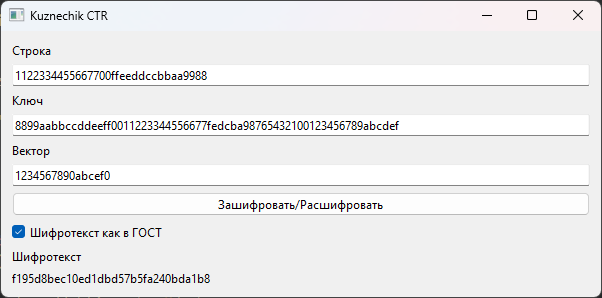 Kuznechik CTR
Строка
1122334455667700ffeeddccbbaa9988
Ключ
8899aabbccddeeff0011223344556677fedcba98765432100123456789abcdef
Вектор
1234567890abcef0
Зашифровать/Расшифровать
Шифротекст как в ГОСТ
Шифротекст
f195d8bec10ed1dbd57b5fa240bda1b8